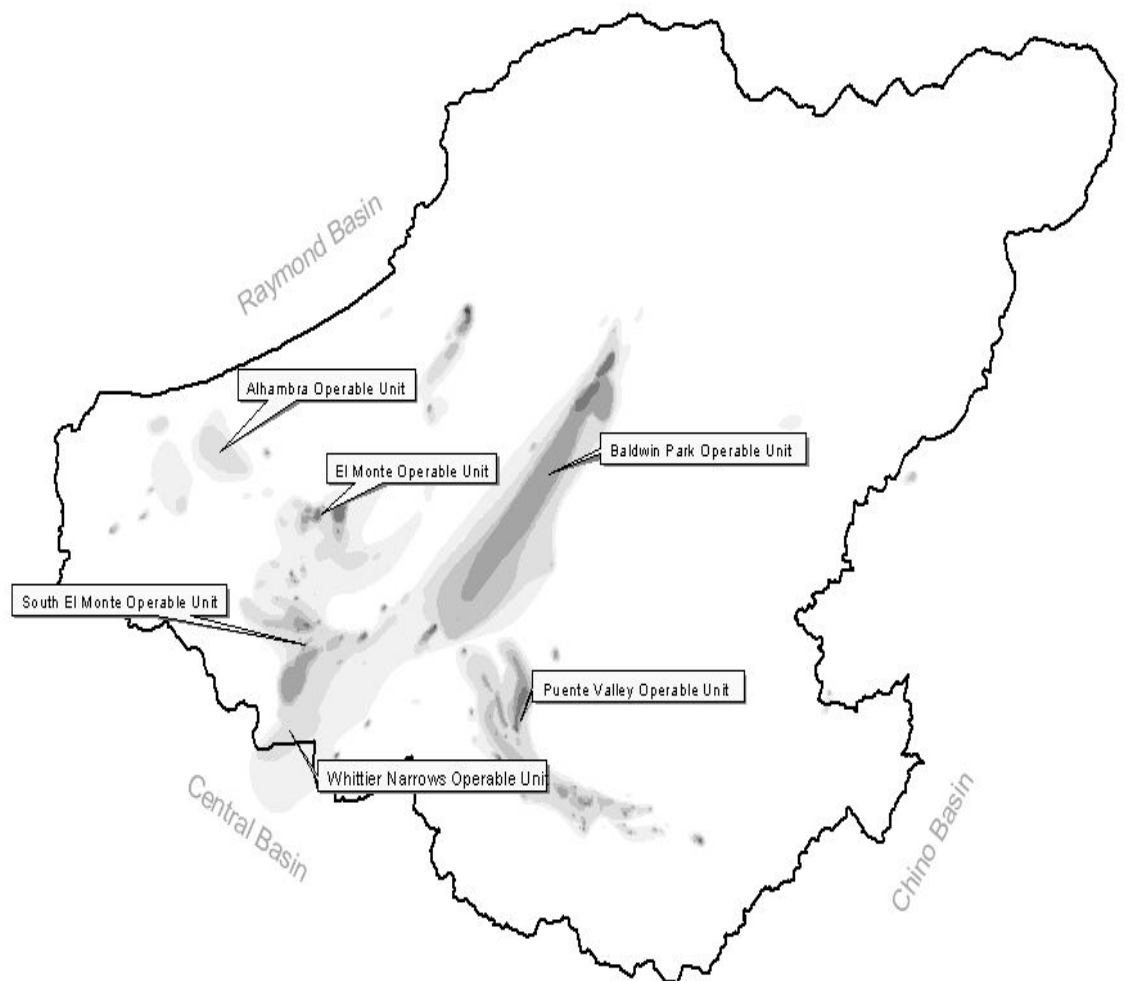 Raymond Basin
Alhambra Operable Unit
El Monte Operable Unit
Baldwin Park Operable Unit
South El Monte Operable Unit
Puente Valley Operable Unit
Whittier Narrows Operable Unit
Central Basin
Chino Basin